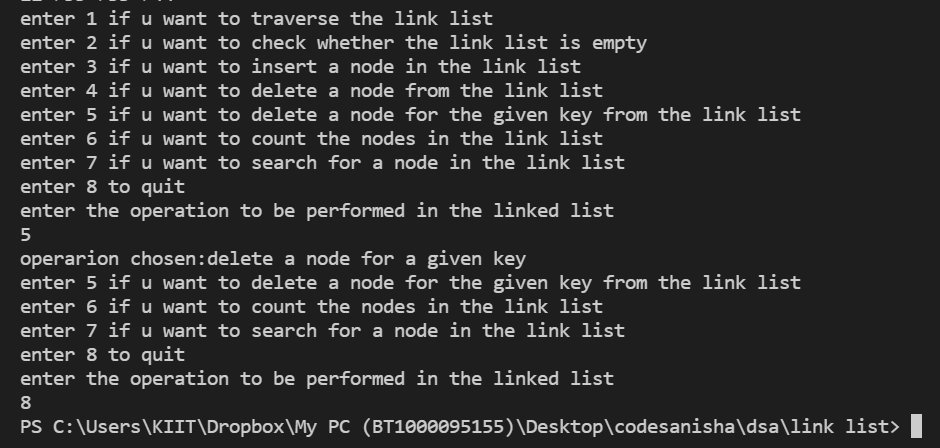 enter 1 if u want to traverse the link list
enter 2 if u want to check whether the link list is empty
enter 3 if u want to insert a node in the link list
enter 4 if u want to delete a node from the link list
enter 5 if u want to delete a node for the given key from the link list
enter 6 if u want to count the nodes in the link list
enter 7 if u want to search for a node in the link list
enter 8 to quit
enter the operation to be performed in the linked list
5
operarion chosen:delete a node for a given key
enter 5 if u want to delete a node for the given key from the link list
enter 6 if u want to count the nodes in the link list
enter 7 if u want to search for a node in the link list
enter 8 to quit
enter the operation to be performed in the linked list
8
PS C:\Users\KIIT\Dropbox\My PC (BT1000095155)\Desktop\codesanisha\dsa\link list>